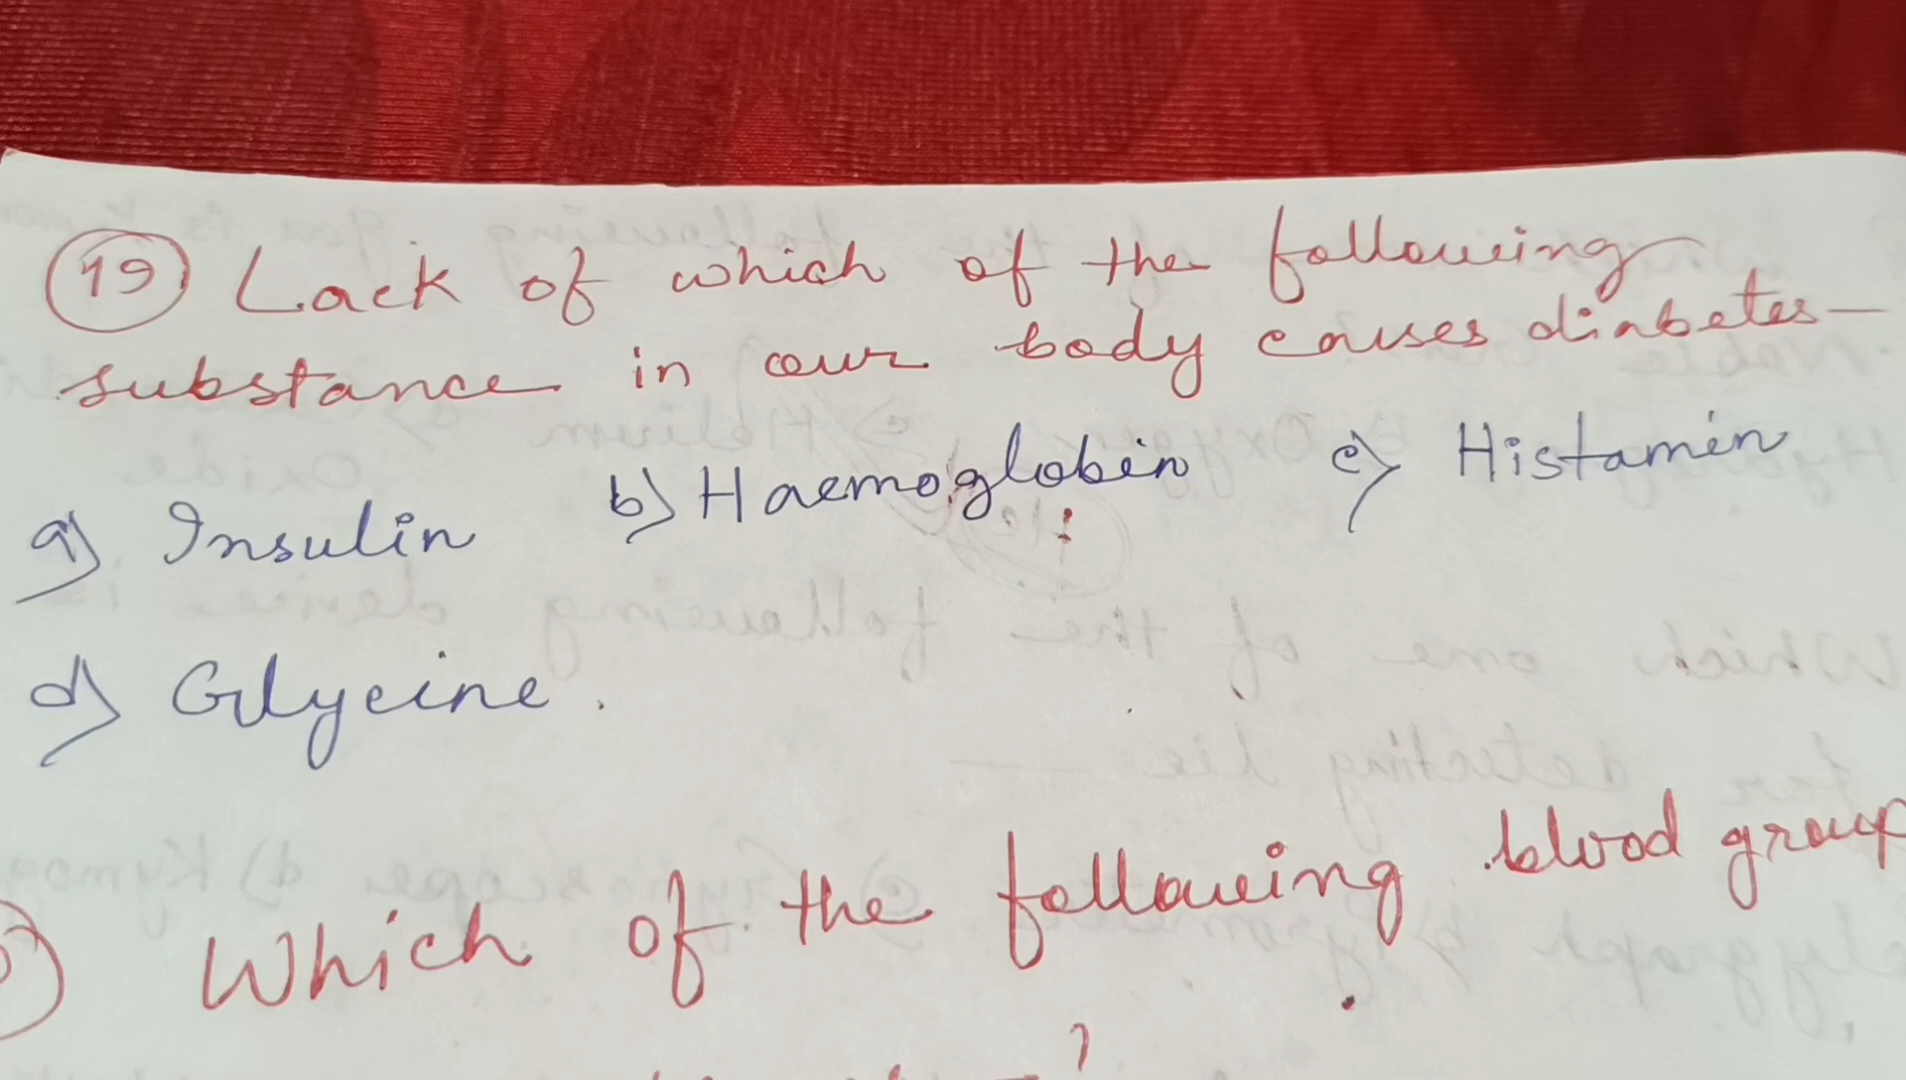 19 Lack of which of the following
substance in our body causes diabetes—
a) Insulin b) Haemoglobin c) Histamin
d) Glycine.
Which of the following blood group